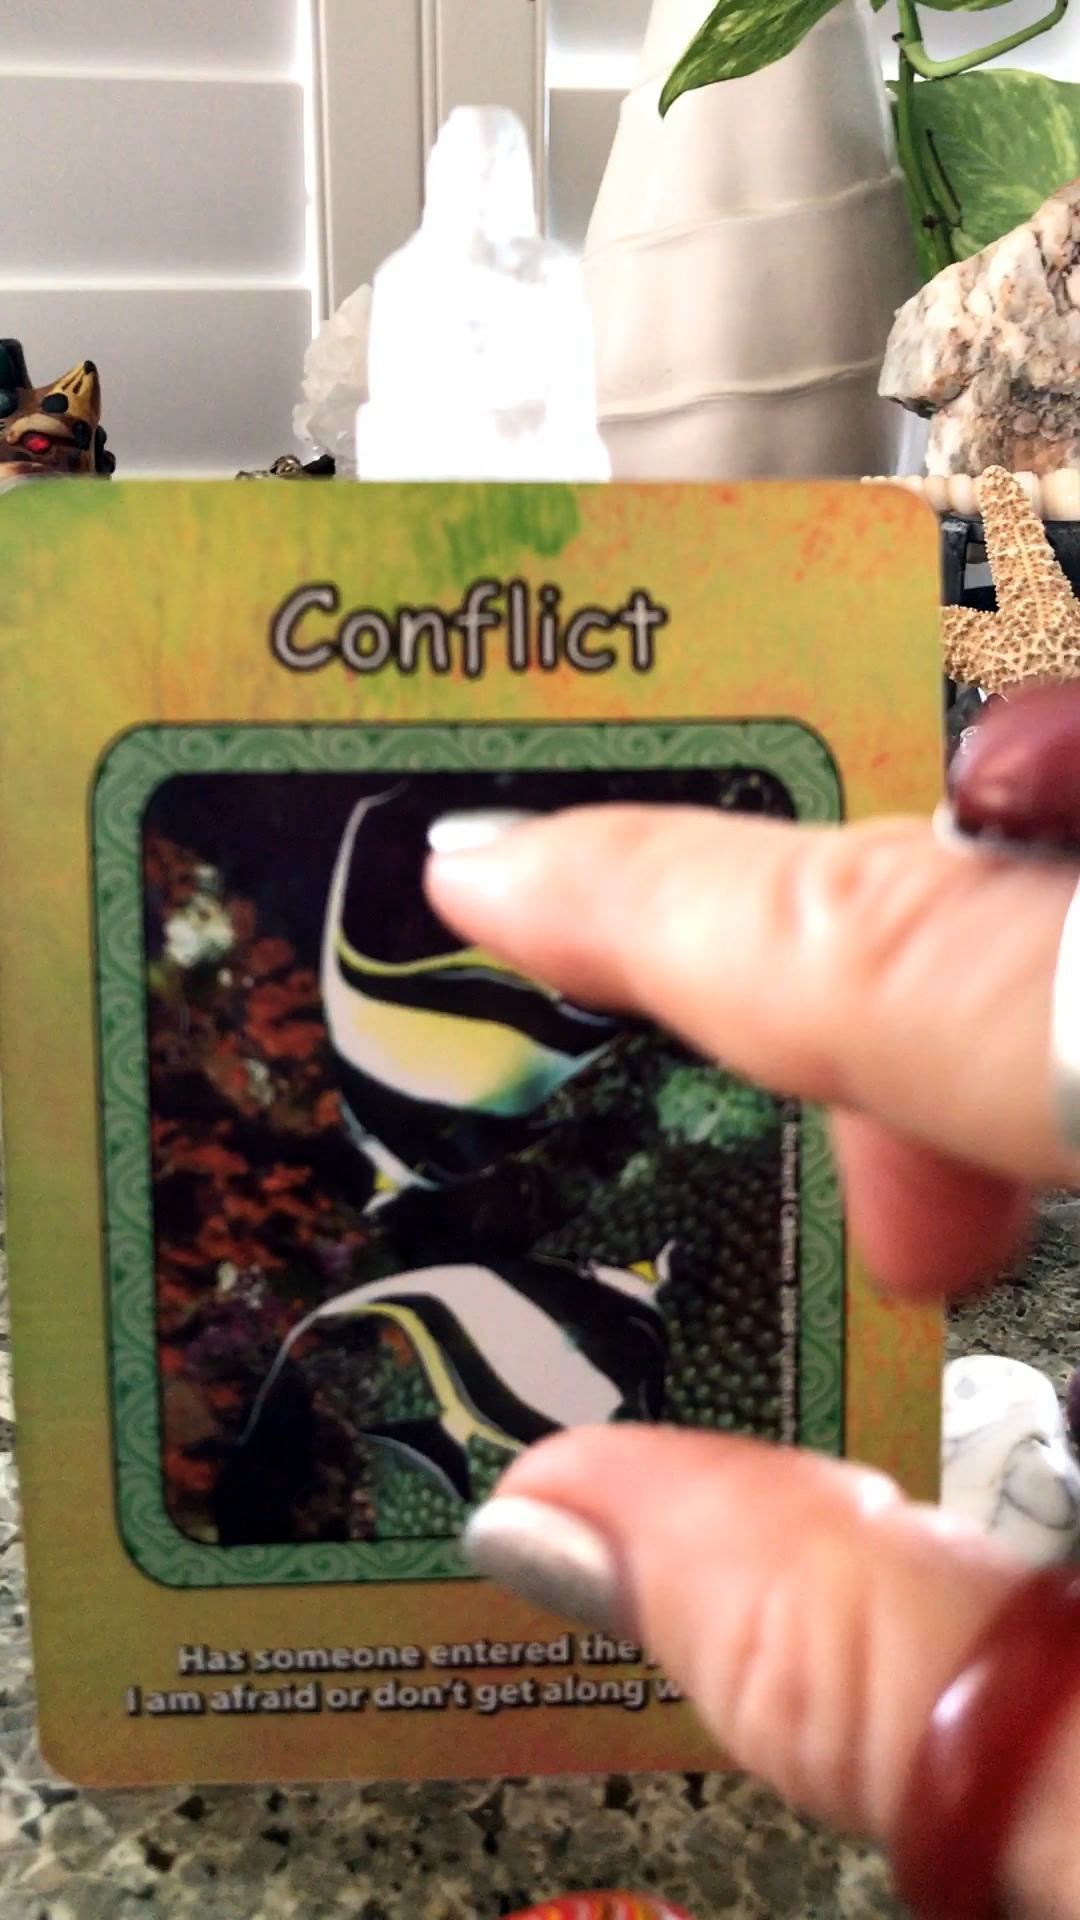 Conflict
Has someone entered the
I am afraid or don't get along